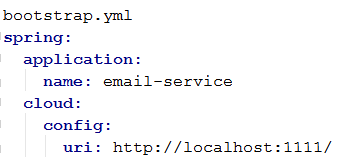 bootstrap.yml
spring:
  application:
    name: email-service
  cloud:
    config:
      uri: http://localhost:1111/